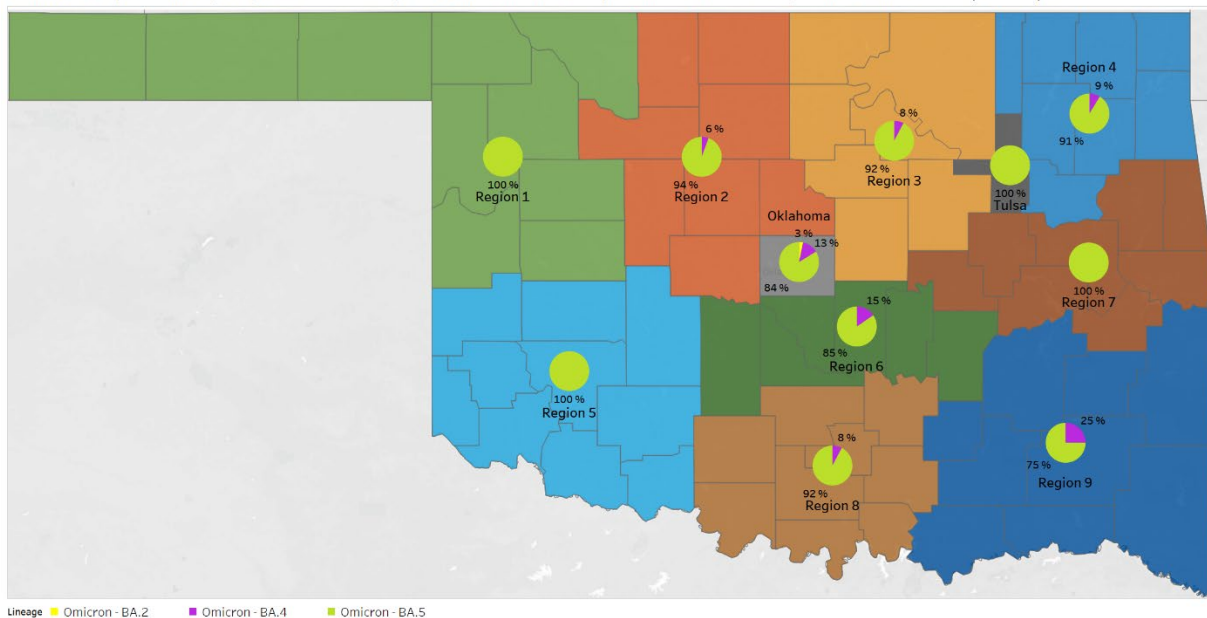 Region 4
9 %
91 %
8 %
92 %
Region 3
6 %
94 %
Region 2
100 %
Region 1
100 %
Tulsa
Oklahoma
3 %
13 %
84 %
100 %
Region 7
15 %
85 %
Region 6
100 %
Region 5
25 %
75 %
Region 9
8 %
92 %
Region 8
Lineage Omicron - BA.2 Omicron - BA.4 Omicron - BA.5